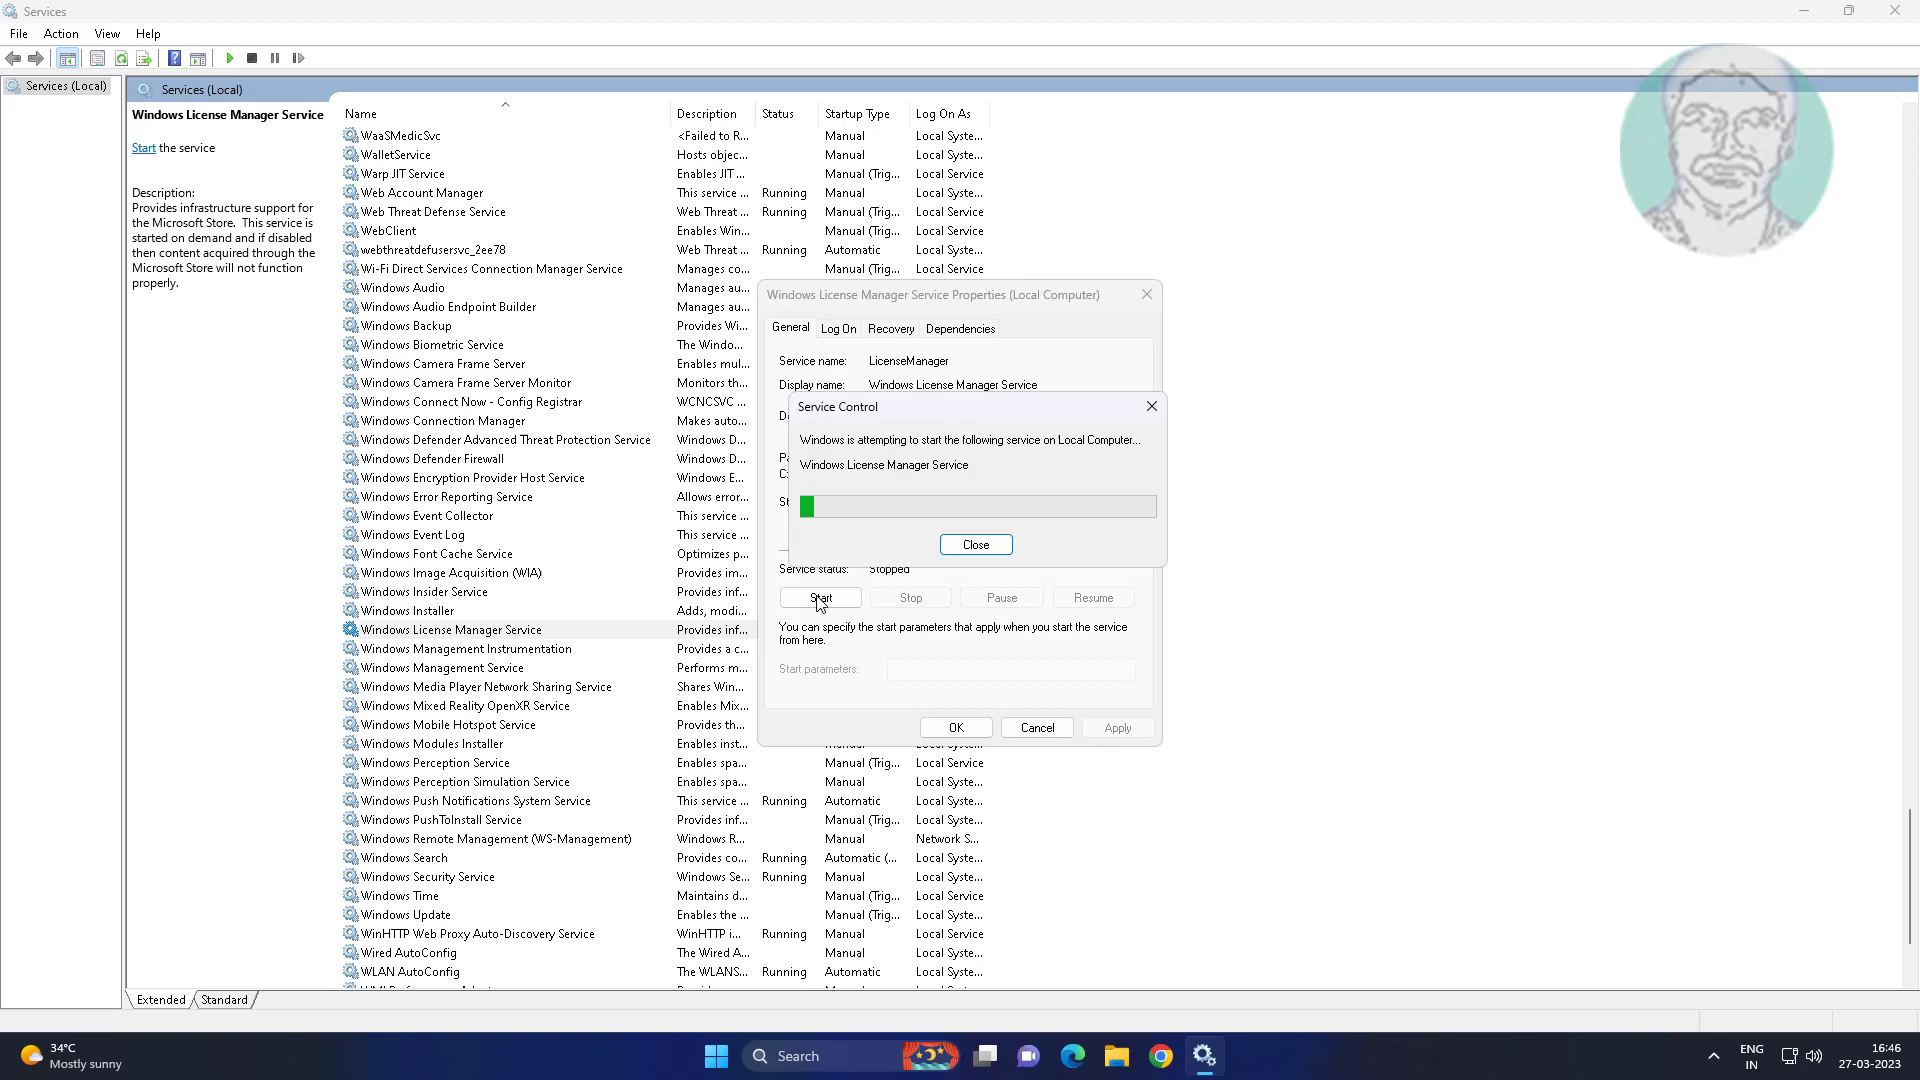 Services
File Action View Help
Services (Local)
Services (Local)
Windows License Manager Service
Start the service
Description:
Provides infrastructure support for
the Microsoft Store. This service is
started on demand and if disabled
then content acquired through the
Microsoft Store will not function
properly.
Name Description Status Startup Type Log On As
WaaSMedicSvc <Failed to R... Manual Local Syste...
WalletService Hosts objec... Manual Local Syste...
Warp JIT Service Enables JIT ... Manual (Trig... Local Service
Web Account Manager This service ... Running Manual Local Syste...
Web Threat Defense Service Web Threat ... Running Manual (Trig... Local Service
WebClient Enables Win... Manual (Trig... Local Service
webthreatdefusersvc_2ee78 Web Threat ... Running Automatic Local Syste...
Wi-Fi Direct Services Connection Manager Service Manages co... Manual (Trig... Local Service
Windows Audio Manages au...
Windows Audio Endpoint Builder Manages au...
Windows Backup Provides Wi...
Windows Biometric Service The Windo...
Windows Camera Frame Server Enables mul...
Windows Camera Frame Server Monitor Monitors th...
Windows Connect Now - Config Registrar WCNCSVC ...
Windows Connection Manager Makes auto...
Windows Defender Advanced Threat Protection Service Windows D...
Windows Defender Firewall Windows D...
Windows Encryption Provider Host Service Windows E...
Windows Error Reporting Service Allows error...
Windows Event Collector This service ...
Windows Event Log This service ...
Windows Font Cache Service Optimizes p...
Windows Image Acquisition (WIA) Provides im...
Windows Insider Service Provides inf...
Windows Installer Adds, modi...
Windows License Manager Service Provides inf...
Windows Management Instrumentation Provides a c...
Windows Management Service Performs m...
Windows Media Player Network Sharing Service Shares Win...
Windows Mixed Reality OpenXR Service Enables Mix...
Windows Mobile Hotspot Service Provides th...
Windows Modules Installer Enables inst...
Windows Perception Service Enables spa... Manual (Trig... Local Service
Windows Perception Simulation Service Enables spa... Manual Local Syste...
Windows Push Notifications System Service This service ... Running Automatic Local Syste...
Windows PushToInstall Service Provides inf... Manual (Trig... Local Syste...
Windows Remote Management (WS-Management) Windows R... Manual Network S...
Windows Search Provides co... Running Automatic (... Local Syste...
Windows Security Service Windows Se... Running Manual Local Syste...
Windows Time Maintains d... Manual (Trig... Local Service
Windows Update Enables the ... Manual (Trig... Local Syste...
WinHTTP Web Proxy Auto-Discovery Service WinHTTP i... Running Manual Local Service
Wired AutoConfig The Wired A... Manual Local Syste...
WLAN AutoConfig The WLANS... Running Automatic Local Syste...
Windows License Manager Service Properties (Local Computer)
General Log On Recovery Dependencies
Service name: LicenseManager
Display name: Windows License Manager Service
Service Control
Windows is attempting to start the following service on Local Computer...
Windows License Manager Service
Close
Service status: Stopped
Start Stop Pause Resume
You can specify the start parameters that apply when you start the service
from here.
Start parameters:
OK Cancel Apply
Extended Standard
34°C
Mostly sunny
Search
ENG
IN
16:46
27-03-2023